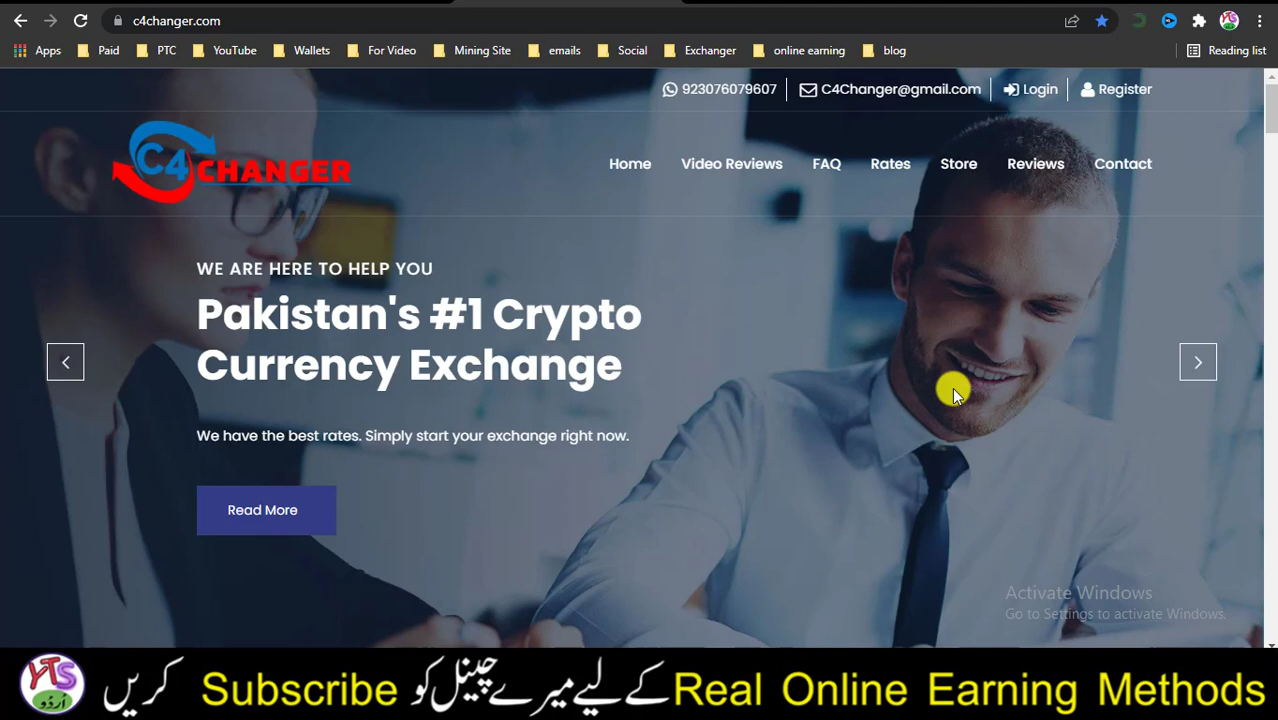 c4changer.com
Apps Paid PTC YouTube Wallets For Video Mining Site emails Social Exchanger online earning blog Reading list
923076079607 C4Changer@gmail.com Login Register
C4CHANGER
Home Video Reviews FAQ Rates Store Reviews Contact
WE ARE HERE TO HELP YOU
Pakistan's #1 Crypto
Currency Exchange
We have the best rates. Simply start your exchange right now.
Read More
Activate Windows
Go to Settings to activate Windows.
YTS اردو
Real Online Earning Methods کے لیے میرے چینل کو Subscribe کریں